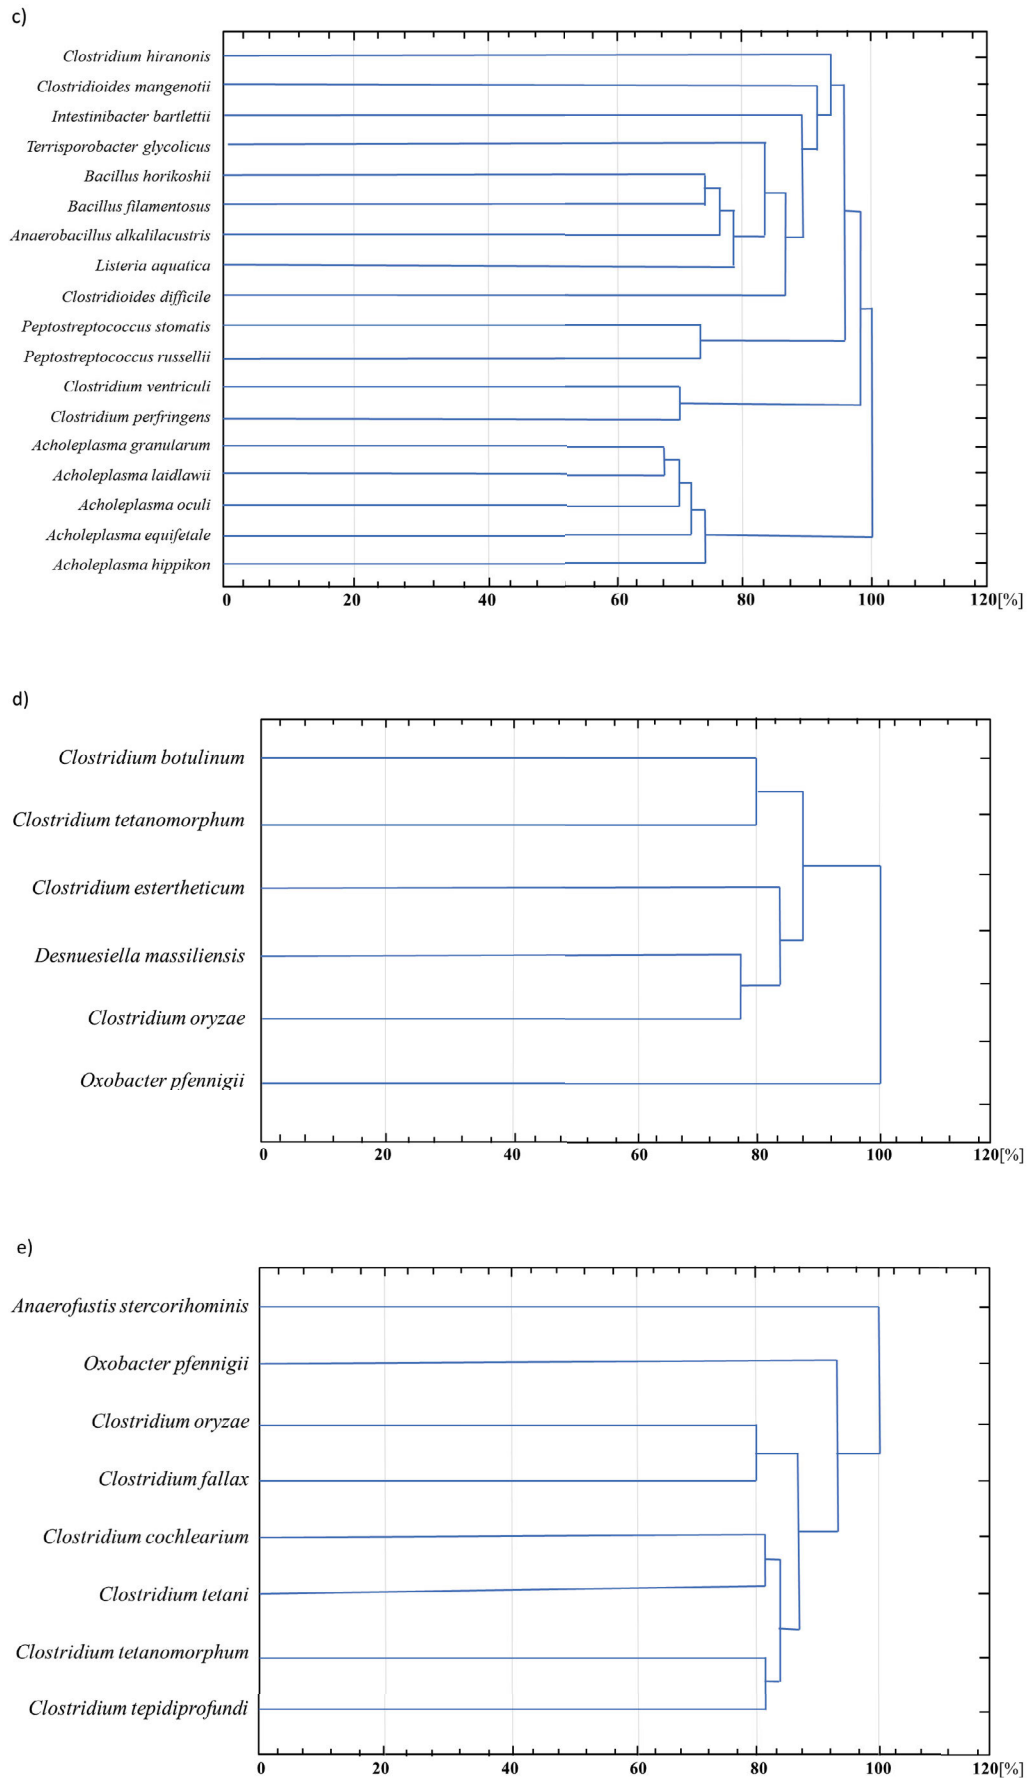 c)
Clostridium hiranonis
Clostridioides mangenotii
Intestinibacter bartlettii
Terrisporobacter glycolicus
Bacillus horikoshii
Bacillus filamentosus
Anaerobacillus alkalilacustris
Listeria aquatica
Clostridioides difficile
Peptostreptococcus stomatis
Peptostreptococcus russellii
Clostridium ventriculi
Clostridium perfringens
Acholeplasma granularum
Acholeplasma laidlawii
Acholeplasma oculi
Acholeplasma equifetale
Acholeplasma hippikon
0 20 40 60 80 100 120[%]
d)
Clostridium botulinum
Clostridium tetanomorphum
Clostridium estertheticum
Desnuesiella massiliensis
Clostridium oryzae
Oxobacter pfennigii
0 20 40 60 80 100 120[%]
e)
Anaerofustis stercorihominis
Oxobacter pfennigii
Clostridium oryzae
Clostridium fallax
Clostridium cochlearium
Clostridium tetani
Clostridium tetanomorphum
Clostridium tepidiprofundi
0 20 40 60 80 100 120[%]